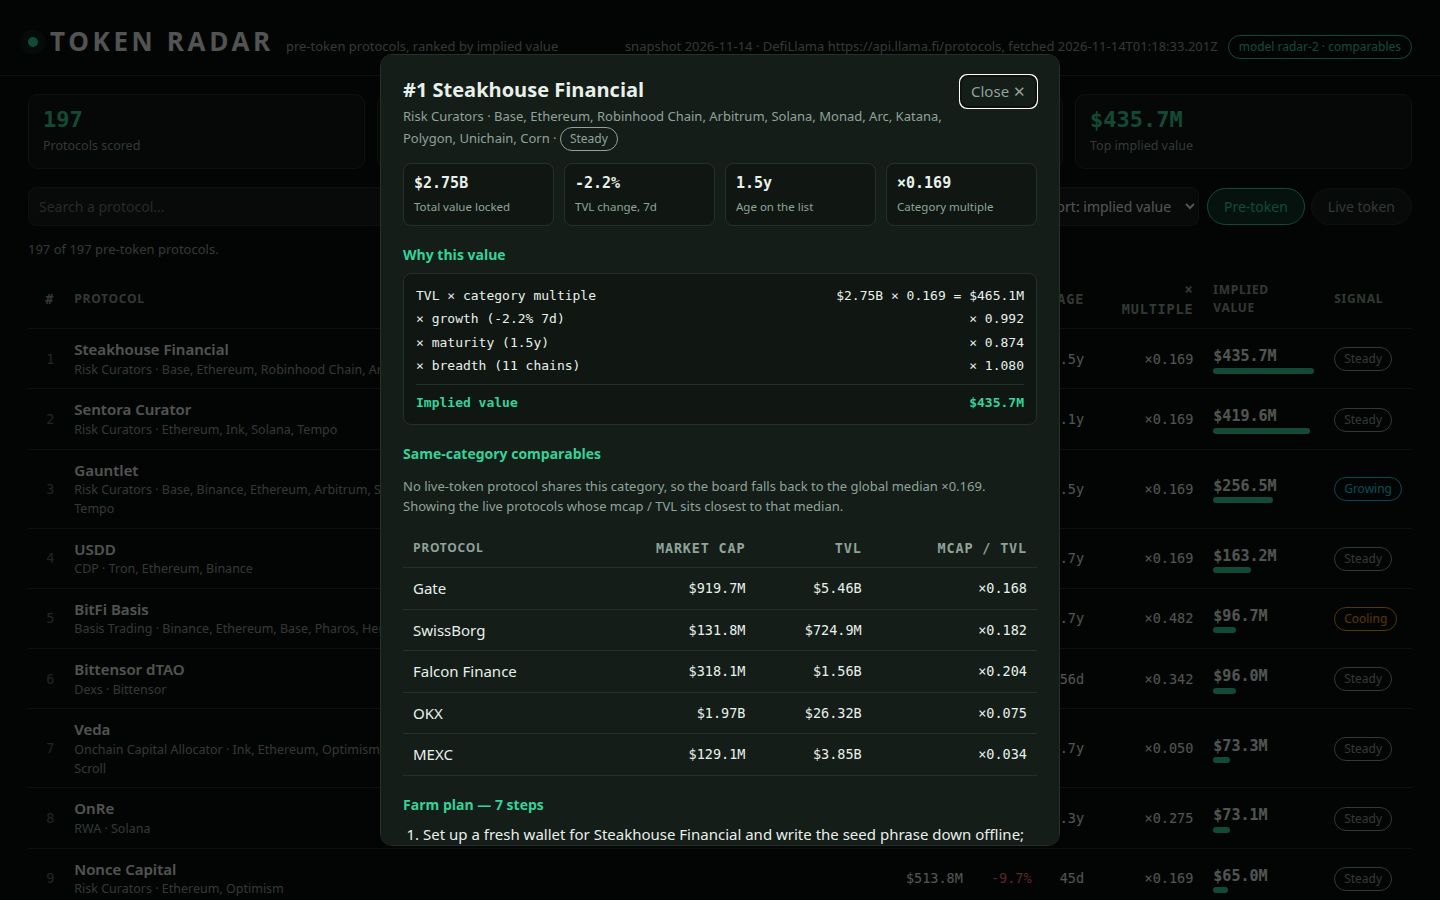 TOKEN RADAR pre-token protocols, ranked by implied value snapshot 2026-11-14 · DefiLlama https://api.llama.fi/protocols, fetched 2026-11-14T01:18:33.201Z model radar-2 · comparables
197
Protocols scored
$435.7M
Top implied value
Search a protocol...
ort: implied value
Pre-token
Live token
197 of 197 pre-token protocols.
#1 Steakhouse Financial
Close ✕
Risk Curators · Base, Ethereum, Robinhood Chain, Arbitrum, Solana, Monad, Arc, Katana,
Polygon, Unichain, Corn · Steady
$2.75B
Total value locked
-2.2%
TVL change, 7d
1.5y
Age on the list
×0.169
Category multiple
Why this value
TVL × category multiple $2.75B × 0.169 = $465.1M
× growth (-2.2% 7d) × 0.992
× maturity (1.5y) × 0.874
× breadth (11 chains) × 1.080
Implied value $435.7M
Same-category comparables
No live-token protocol shares this category, so the board falls back to the global median ×0.169.
Showing the live protocols whose mcap / TVL sits closest to that median.
PROTOCOL MARKET CAP TVL MCAP / TVL
Gate $919.7M $5.46B ×0.168
SwissBorg $131.8M $724.9M ×0.182
Falcon Finance $318.1M $1.56B ×0.204
OKX $1.97B $26.32B ×0.075
MEXC $129.1M $3.85B ×0.034
Farm plan — 7 steps
1. Set up a fresh wallet for Steakhouse Financial and write the seed phrase down offline;
# PROTOCOL AGE × MULTIPLE IMPLIED VALUE SIGNAL
1 Steakhouse Financial .5y ×0.169 $435.7M Steady
Risk Curators · Base, Ethereum, Robinhood Chain, Ar
2 Sentora Curator .1y ×0.169 $419.6M Steady
Risk Curators · Ethereum, Ink, Solana, Tempo
3 Gauntlet .5y ×0.169 $256.5M Growing
Risk Curators · Base, Binance, Ethereum, Arbitrum, S
Tempo
4 USDD .7y ×0.169 $163.2M Steady
CDP · Tron, Ethereum, Binance
5 BitFi Basis .7y ×0.482 $96.7M Cooling
Basis Trading · Binance, Ethereum, Base, Pharos, He
6 Bittensor dTAO 56d ×0.342 $96.0M Steady
Dexs · Bittensor
7 Veda .7y ×0.050 $73.3M Steady
Onchain Capital Allocator · Ink, Ethereum, Optimism
Scroll
8 OnRe .3y ×0.275 $73.1M Steady
RWA · Solana
9 Nonce Capital $513.8M -9.7% 45d ×0.169 $65.0M Steady
Risk Curators · Ethereum, Optimism